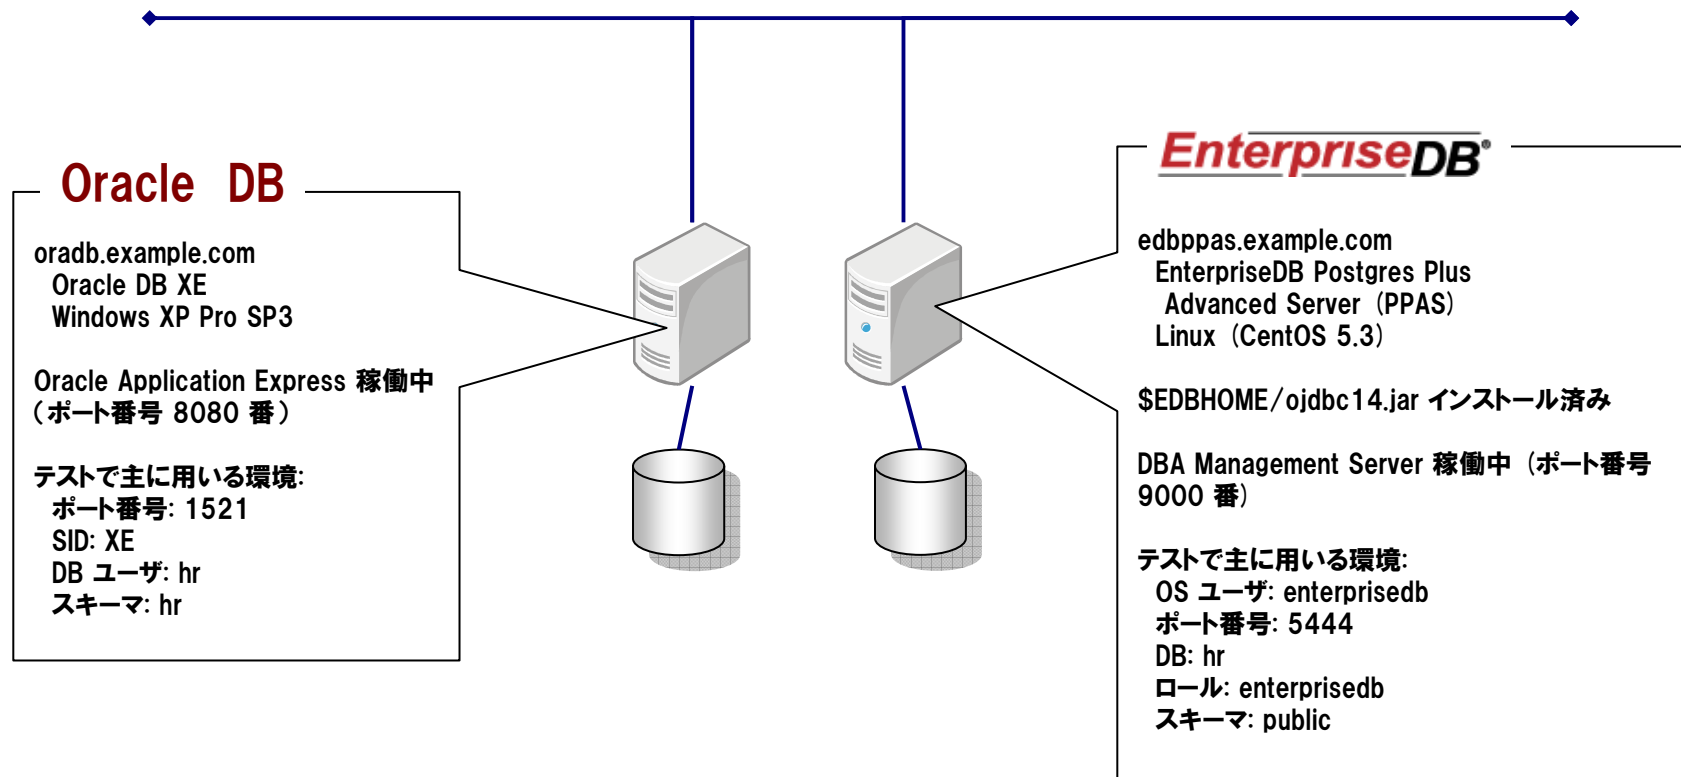 Oracle DB
oradb.example.com
Oracle DB XE
Windows XP Pro SP3
Oracle Application Express 稼働中
（ポート番号 8080 番）
テストで主に用いる環境:
ポート番号: 1521
SID: XE
DB ユーザ: hr
スキーマ: hr
EnterpriseDB®
edbppas.example.com
EnterpriseDB Postgres Plus
Advanced Server (PPAS)
Linux (CentOS 5.3)
$EDBHOME/ojdbc14.jar インストール済み
DBA Management Server 稼働中 (ポート番号
9000 番)
テストで主に用いる環境:
OS ユーザ: enterprisedb
ポート番号: 5444
DB: hr
ロール: enterprisedb
スキーマ: public